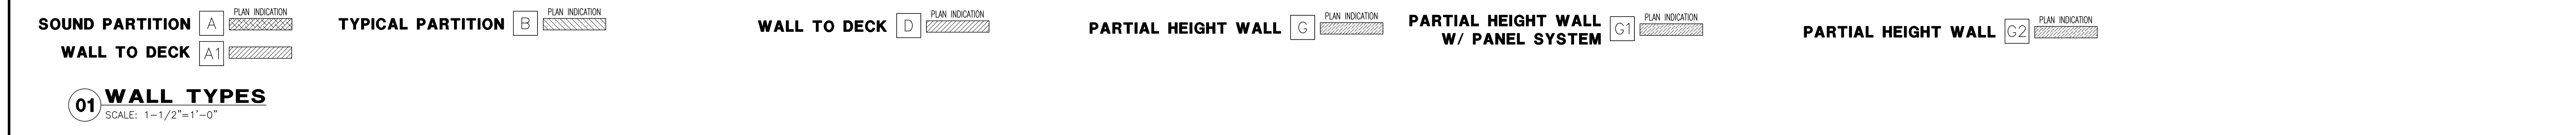 SOUND PARTITION A PLAN INDICATION
WALL TO DECK A1
TYPICAL PARTITION B PLAN INDICATION
WALL TO DECK D PLAN INDICATION
PARTIAL HEIGHT WALL G PLAN INDICATION
PARTIAL HEIGHT WALL
W/ PANEL SYSTEM G1 PLAN INDICATION
PARTIAL HEIGHT WALL G2 PLAN INDICATION
01 WALL TYPES
SCALE: 1-1/2"=1'-0"